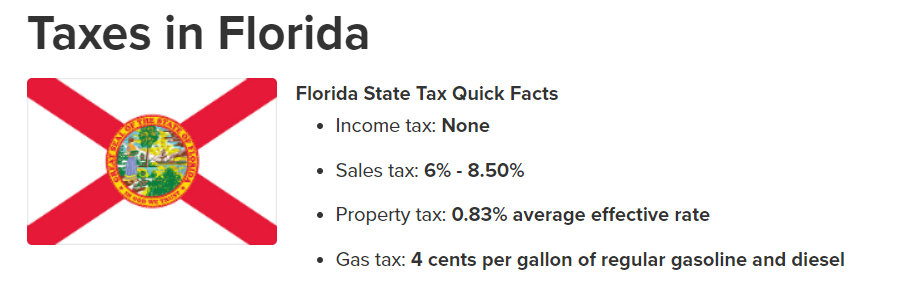 Taxes in Florida
GREAT SEAL OF THE STATE OF FLORIDA
IN GOD WE TRUST
Florida State Tax Quick Facts
• Income tax: None
• Sales tax: 6% - 8.50%
• Property tax: 0.83% average effective rate
• Gas tax: 4 cents per gallon of regular gasoline and diesel